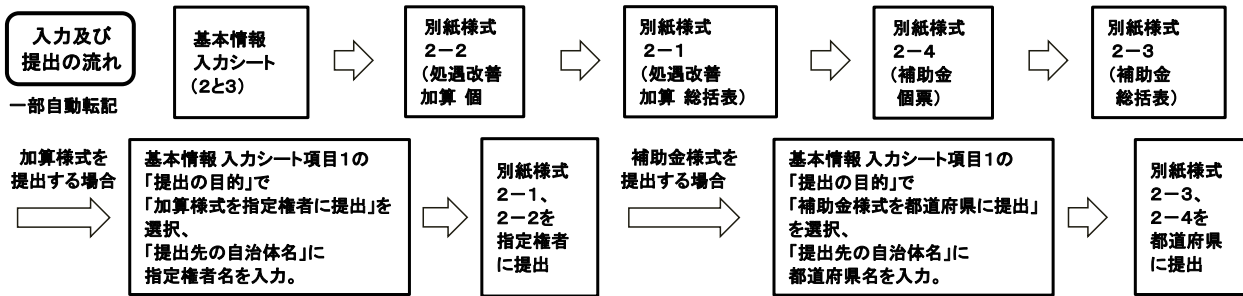 入力及び
提出の流れ
一部自動転記
基本情報
入力シート
(2と3)
別紙様式
2-2
(処遇改善
加算 個
別紙様式
2-1
(処遇改善
加算 総括表)
別紙様式
2-4
(補助金
個票)
別紙様式
2-3
(補助金
総括表)
加算様式を
提出する場合
基本情報 入力シート項目1の
「提出の目的」で
「加算様式を指定権者に提出」を
選択、
「提出先の自治体名」に
指定権者名を入力。
別紙様式
2-1、
2-2を
指定権者
に提出
補助金様式を
提出する場合
基本情報 入力シート項目1の
「提出の目的」で
「補助金様式を都道府県に提出」
を選択、
「提出先の自治体名」に
都道府県名を入力。
別紙様式
2-3、
2-4を
都道府県
に提出